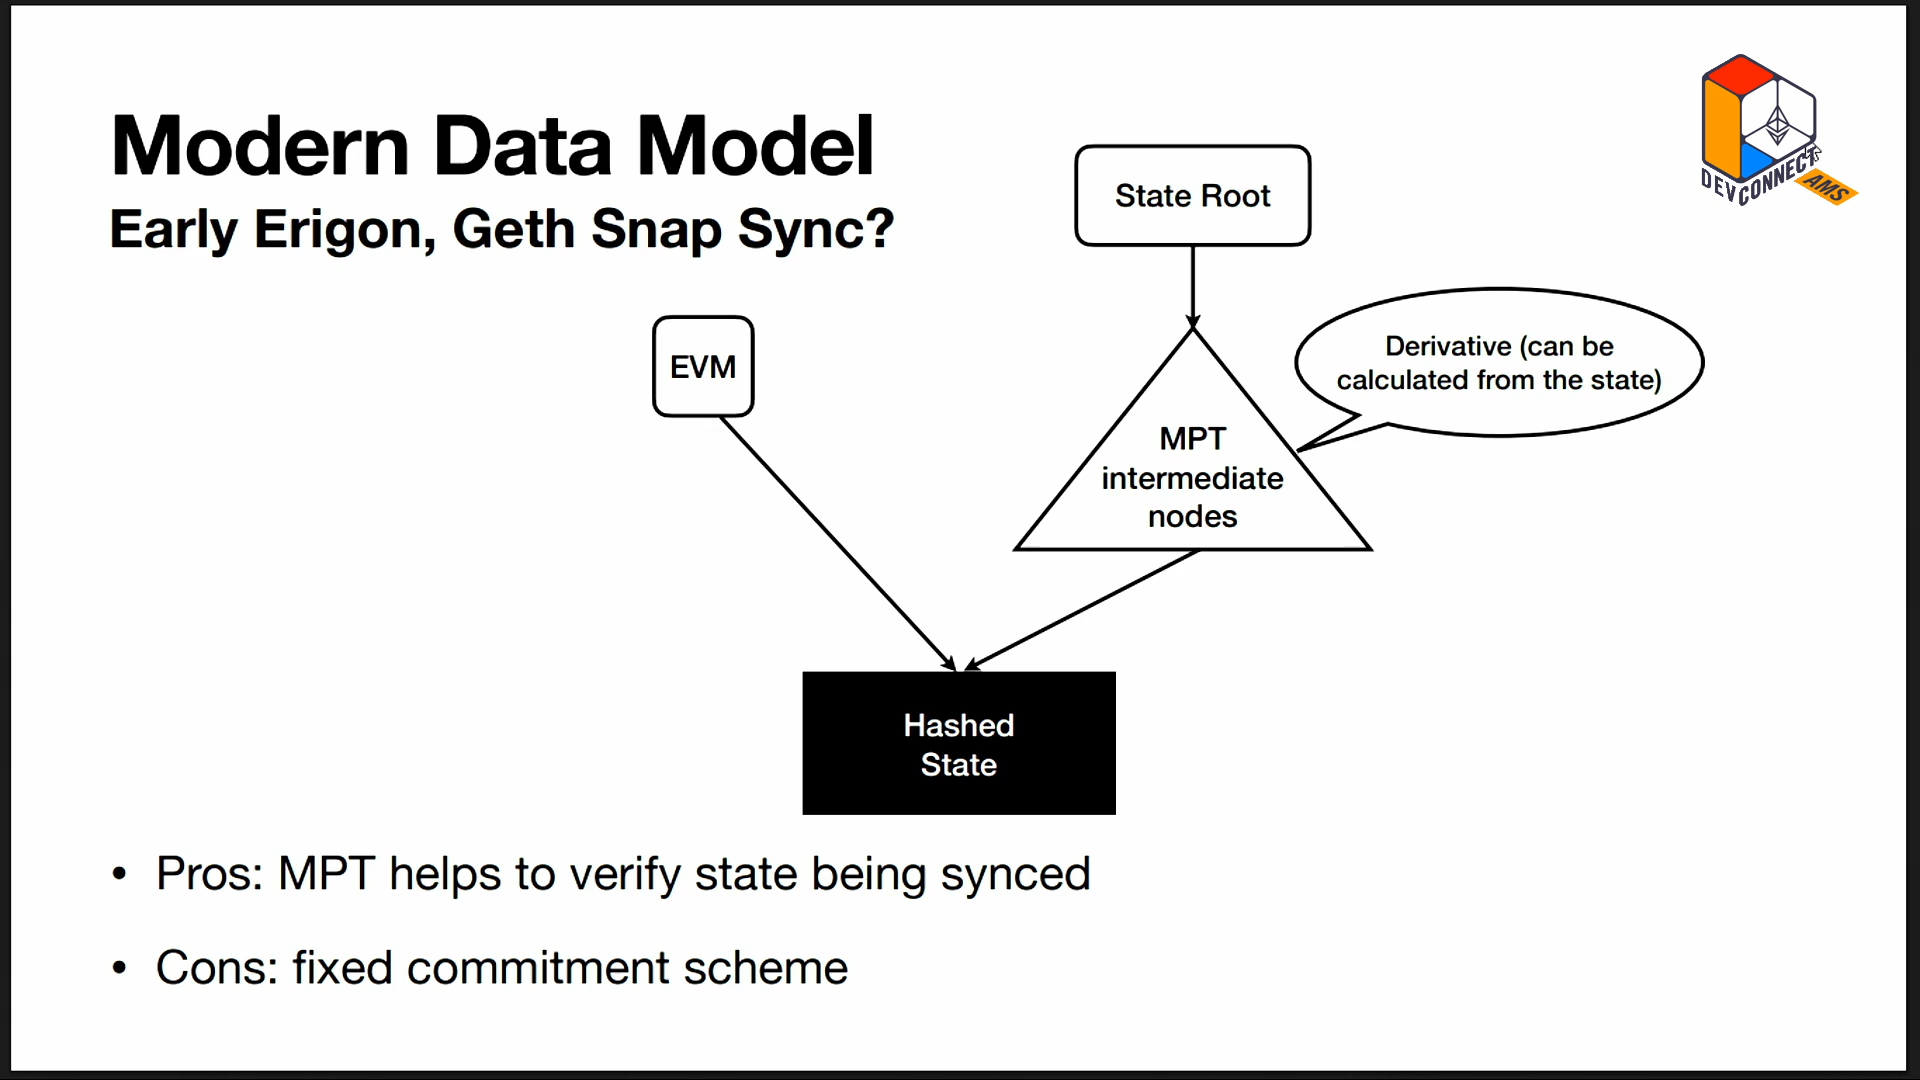 Modern Data Model
Early Erigon, Geth Snap Sync?
DEVCONNECT
AMS
State Root
EVM
Derivative (can be
calculated from the state)
MPT
intermediate
nodes
Hashed
State
• Pros: MPT helps to verify state being synced
• Cons: fixed commitment scheme